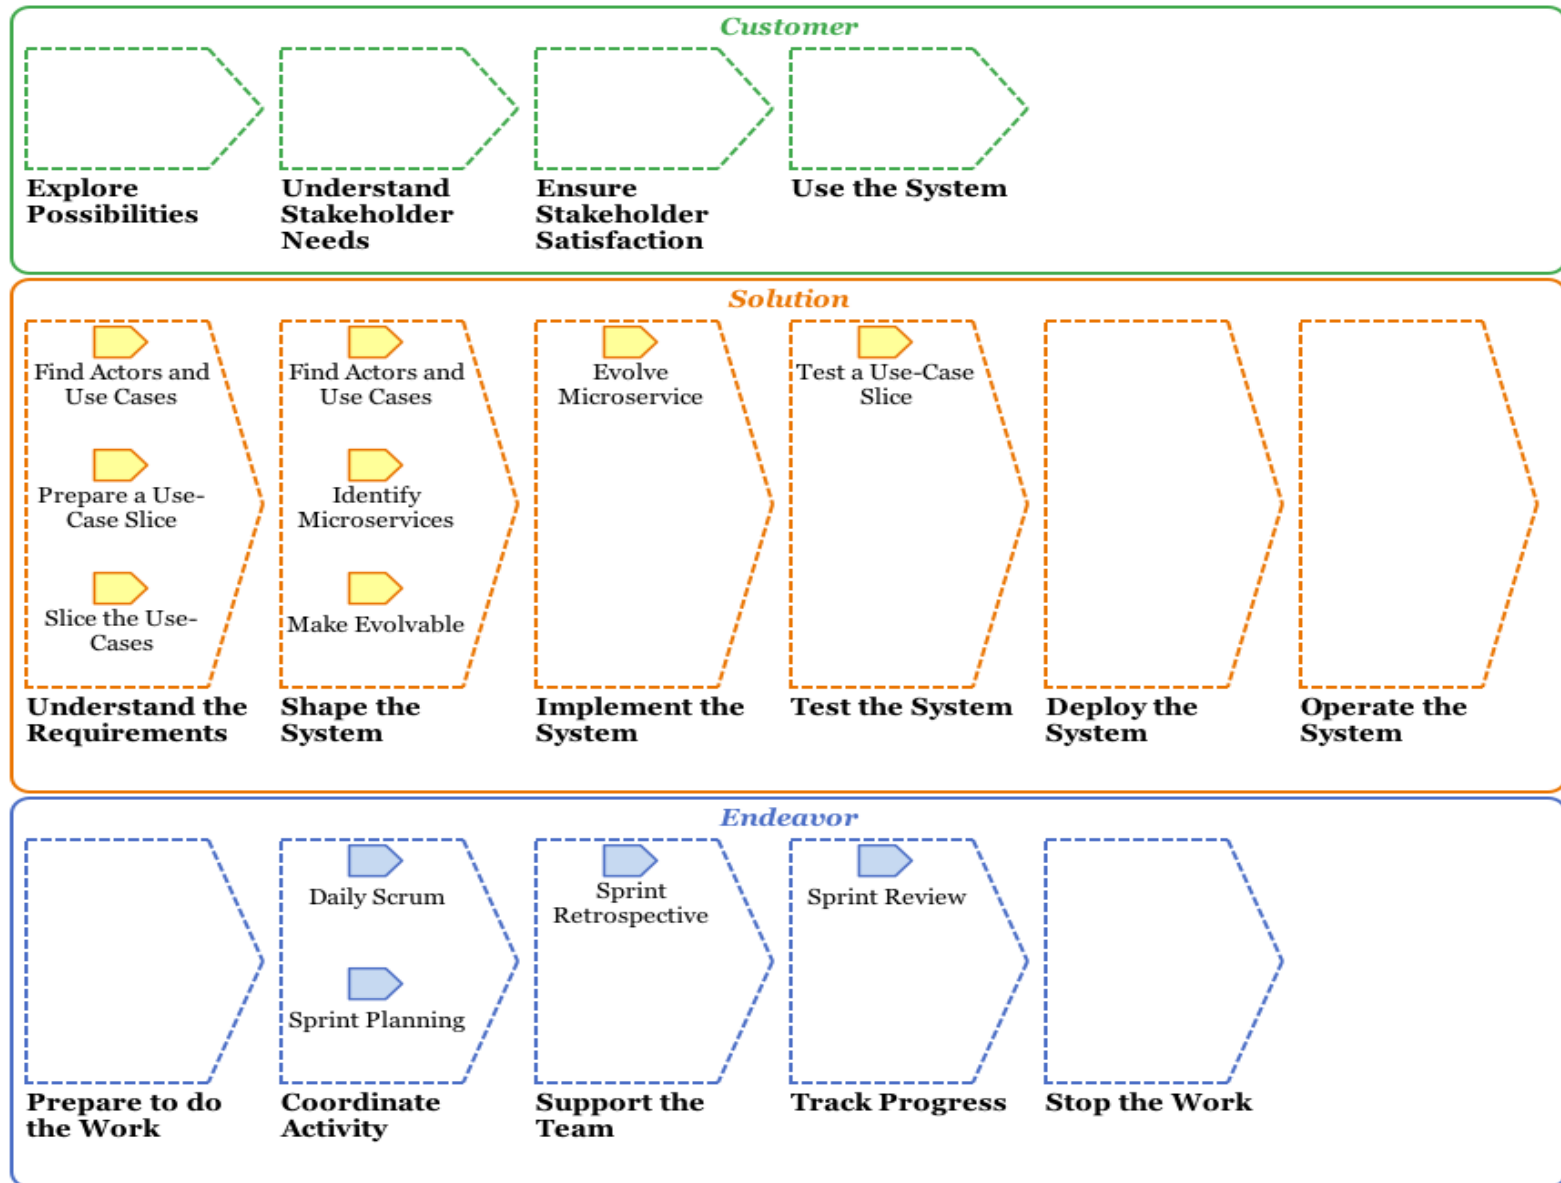 Customer
Explore
Possibilities
Understand
Stakeholder
Needs
Ensure
Stakeholder
Satisfaction
Use the System
Solution
Find Actors and
Use Cases
Prepare a Use-
Case Slice
Slice the Use-
Cases
Understand the
Requirements
Find Actors and
Use Cases
Identify
Microservices
Make Evolvable
Shape the
System
Evolve
Microservice
Implement the
System
Test a Use-Case
Slice
Test the System
Deploy the
System
Operate the
System
Endeavor
Prepare to do
the Work
Daily Scrum
Sprint Planning
Coordinate
Activity
Sprint
Retrospective
Support the
Team
Sprint Review
Track Progress
Stop the Work